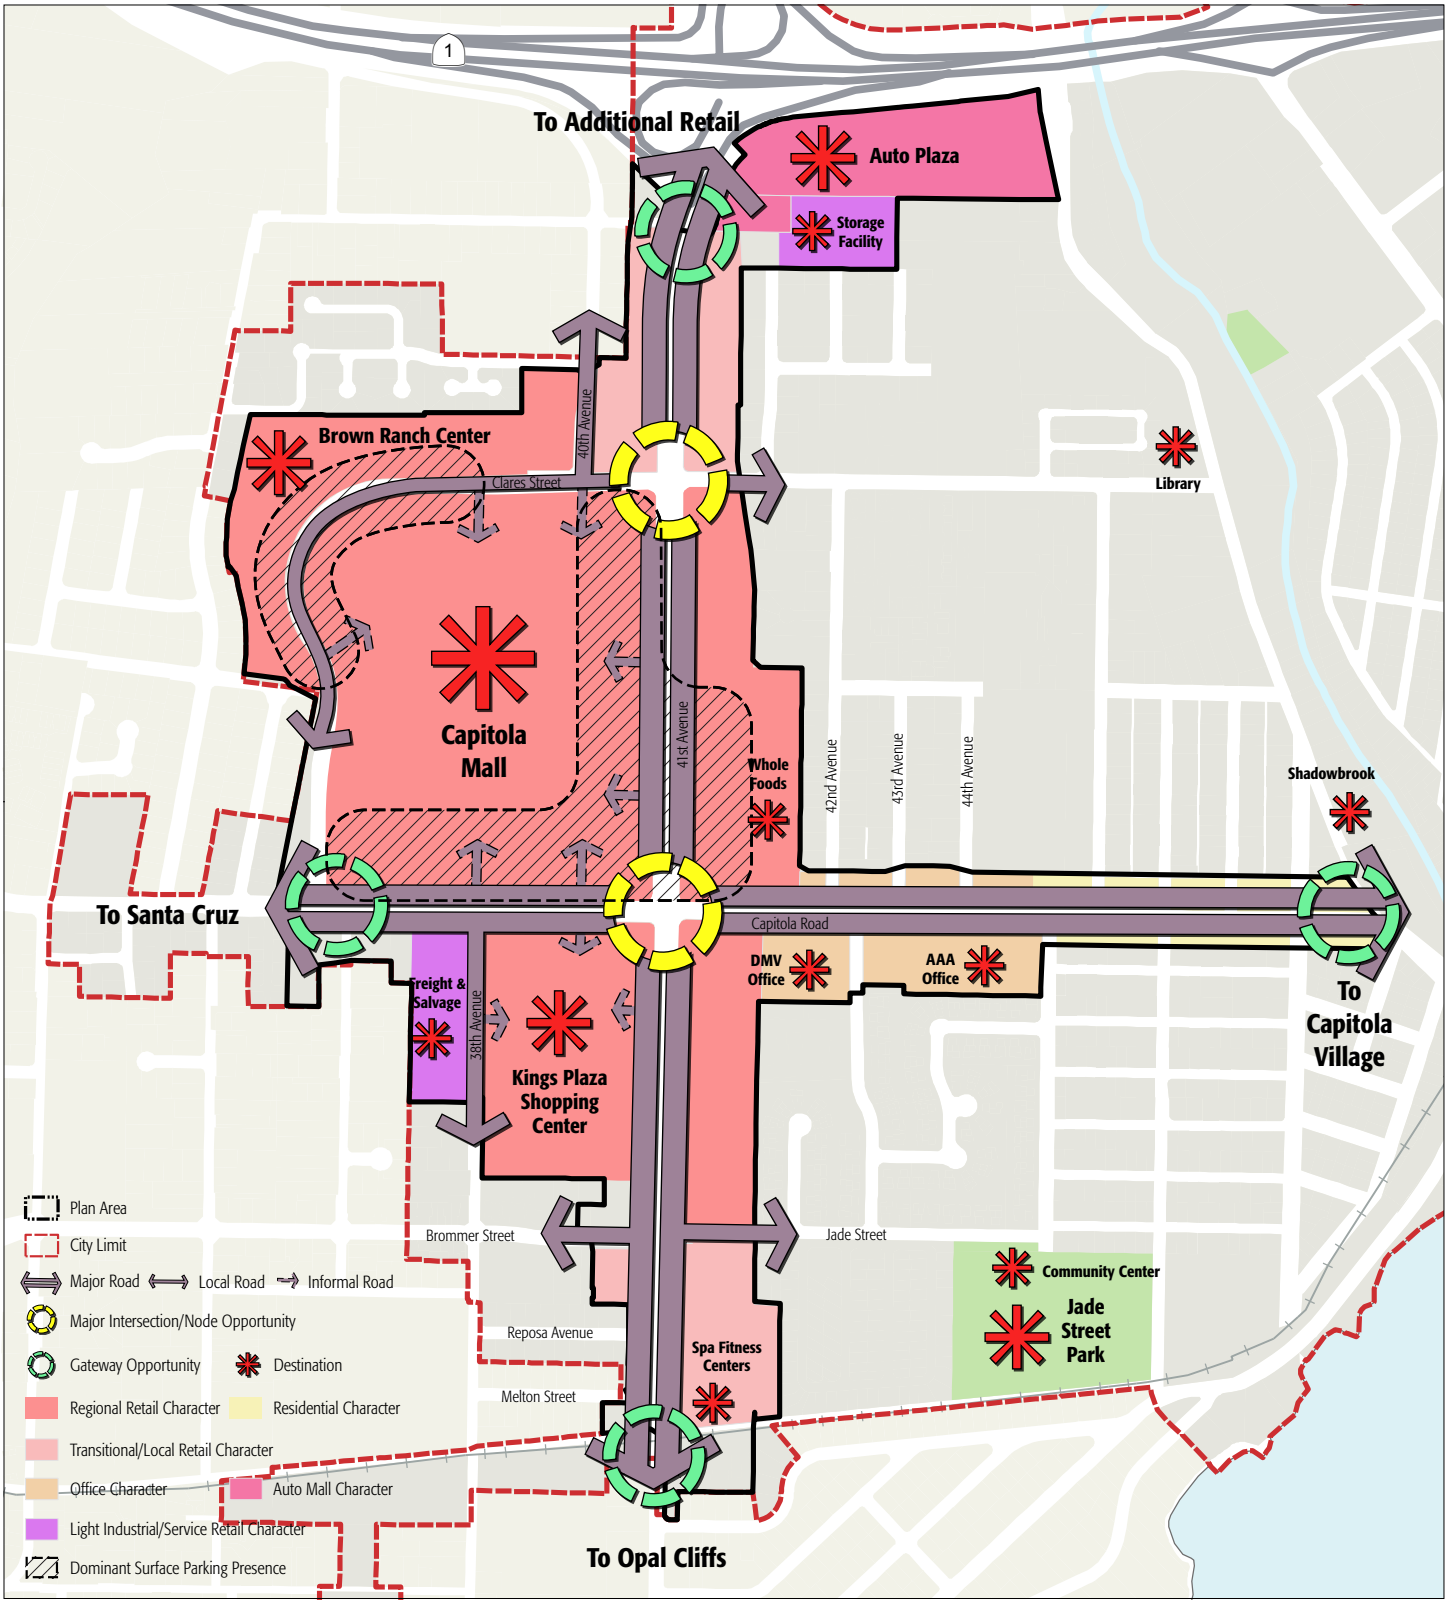 1
To Additional Retail
Auto Plaza
Storage
Facility
40th Avenue
Brown Ranch Center
Clares Street
Library
Capitola
Mall
41st Avenue
Whole
Foods
42nd Avenue
43rd Avenue
44th Avenue
Shadowbrook
To Santa Cruz
Capitola Road
DMV
Office
AAA
Office
To
Capitola
Village
Freight &
Salvage
38th Avenue
Kings Plaza
Shopping
Center
Brommer Street
Jade Street
Community Center
Jade
Street
Park
Reposa Avenue
Spa Fitness
Centers
Melton Street
To Opal Cliffs
Plan Area
City Limit
Major Road
Local Road
Informal Road
Major Intersection/Node Opportunity
Gateway Opportunity
Destination
Regional Retail Character
Residential Character
Transitional/Local Retail Character
Office Character
Auto Mall Character
Light Industrial/Service Retail Character
Dominant Surface Parking Presence